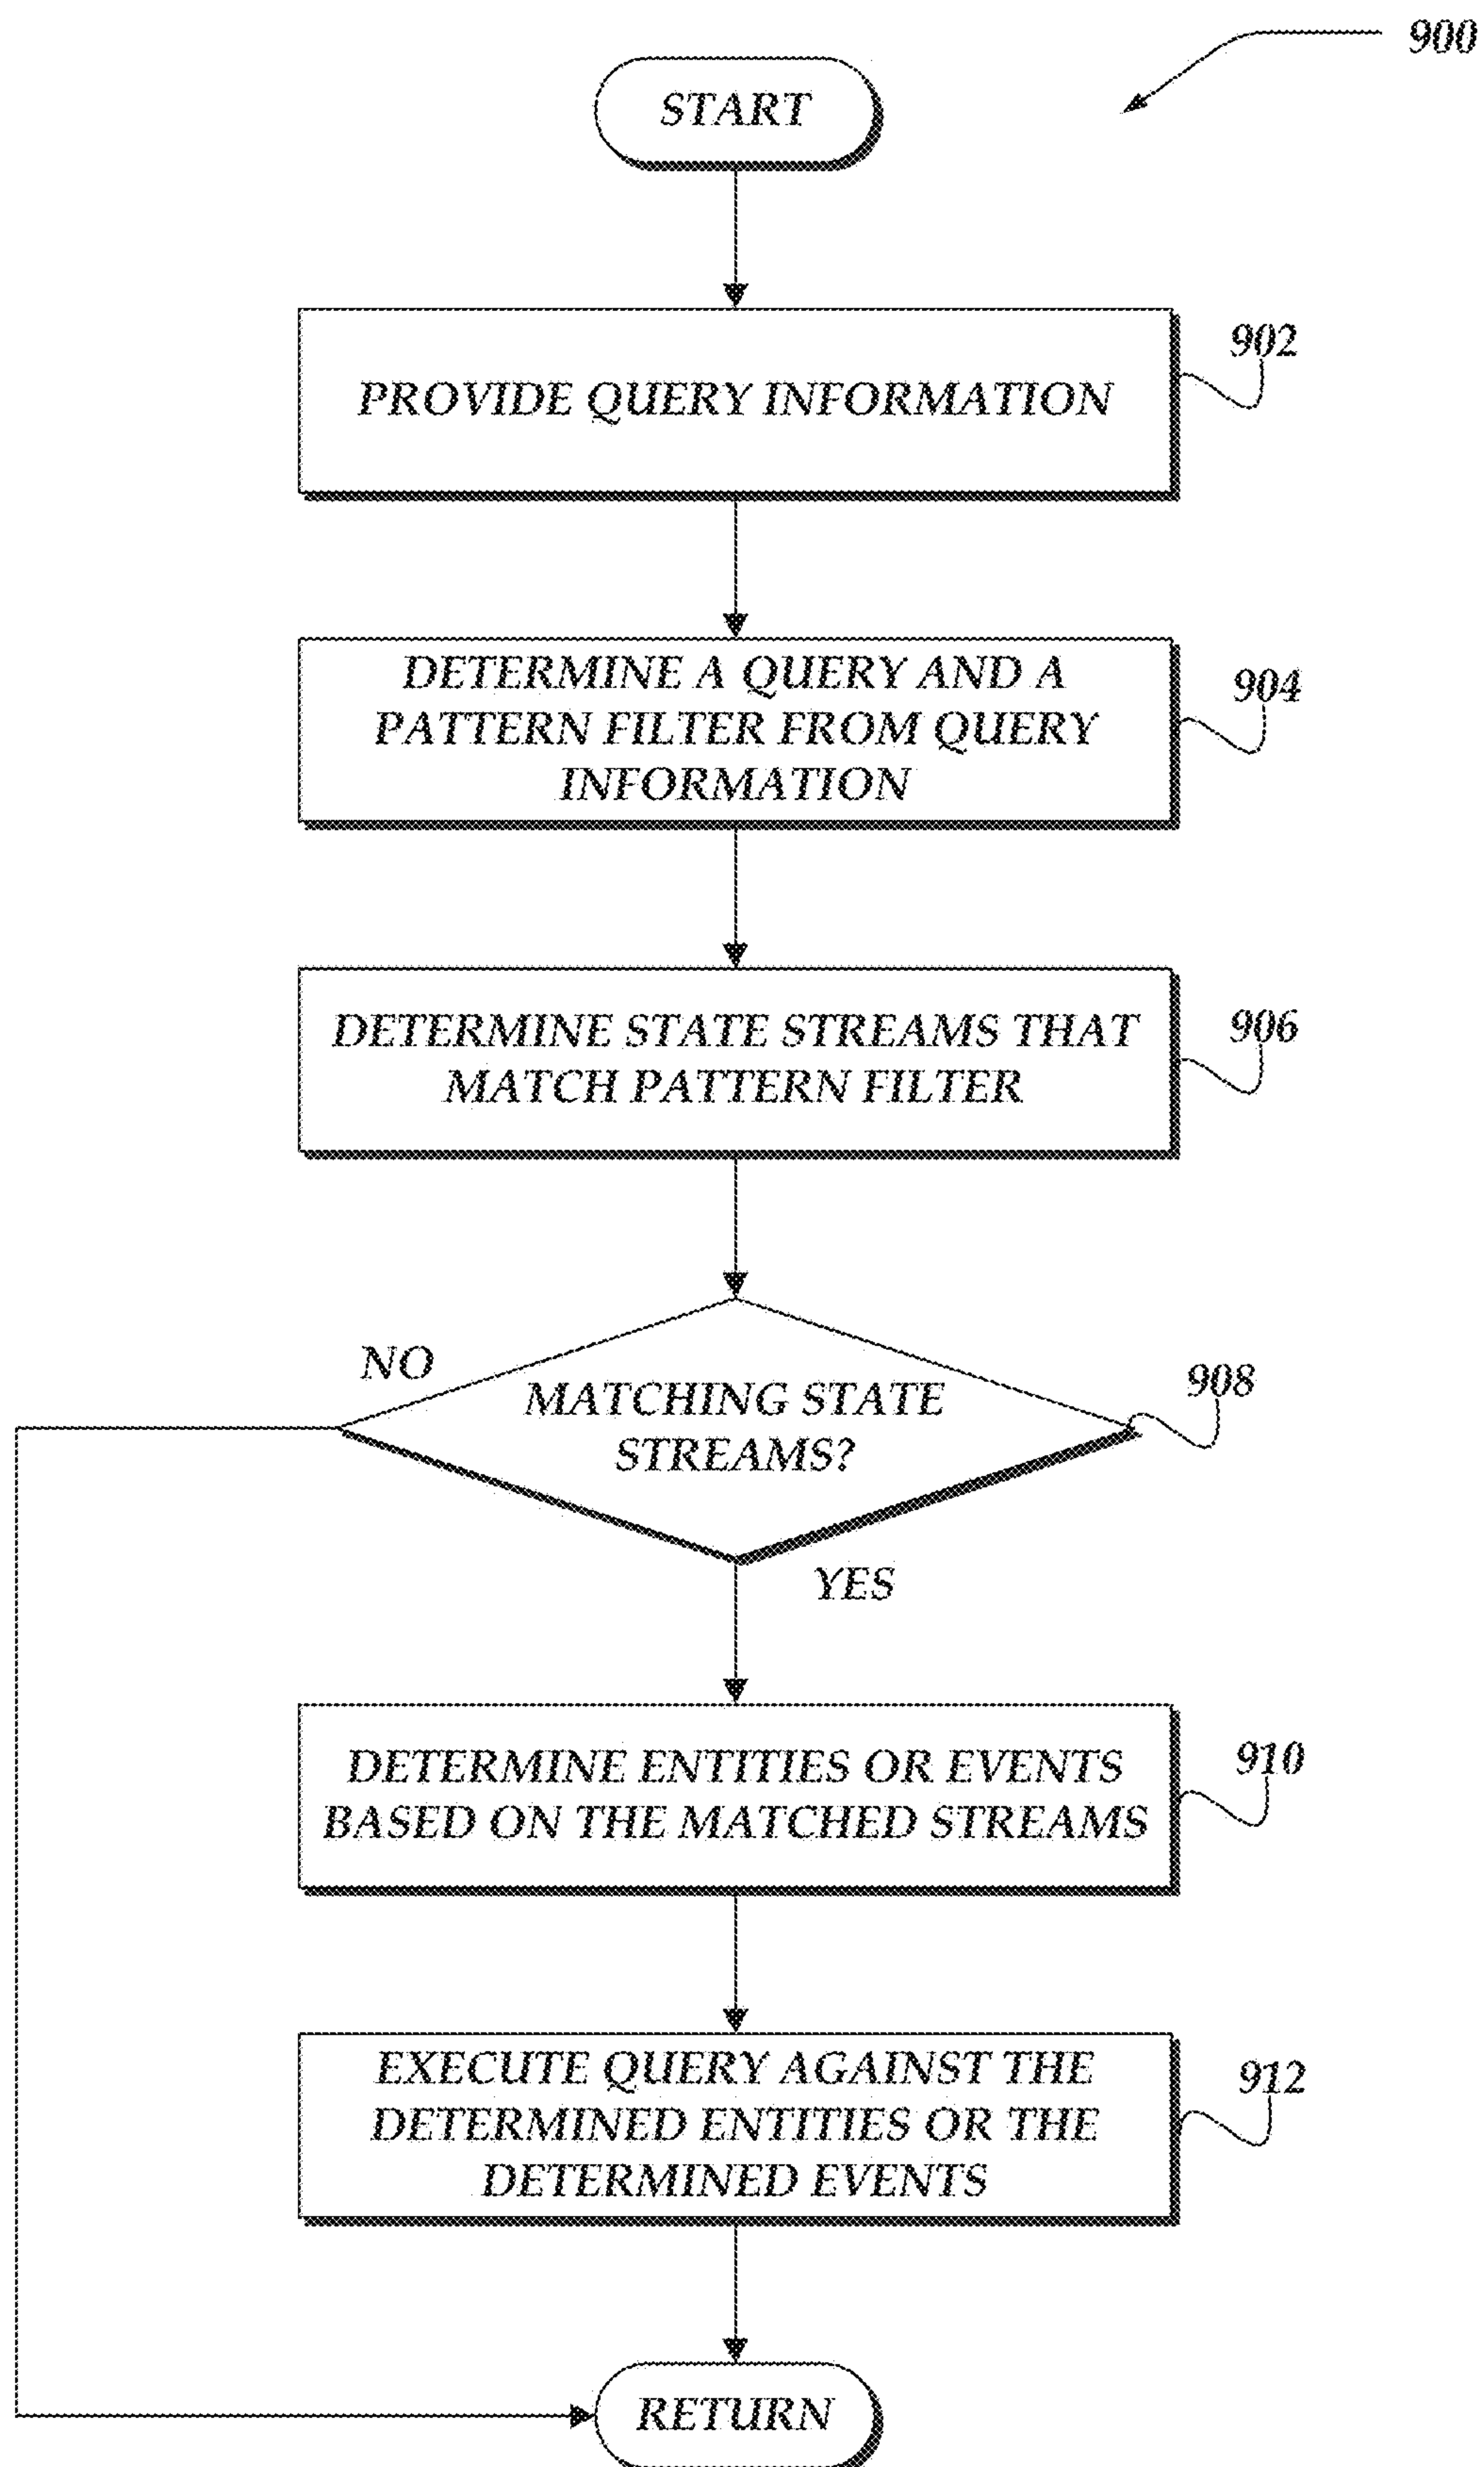 900
START
902
PROVIDE QUERY INFORMATION
904
DETERMINE A QUERY AND A
PATTERN FILTER FROM QUERY
INFORMATION
906
DETERMINE STATE STREAMS THAT
MATCH PATTERN FILTER
NO
908
MATCHING STATE
STREAMS?
YES
910
DETERMINE ENTITIES OR EVENTS
BASED ON THE MATCHED STREAMS
912
EXECUTE QUERY AGAINST THE
DETERMINED ENTITIES OR THE
DETERMINED EVENTS
RETURN